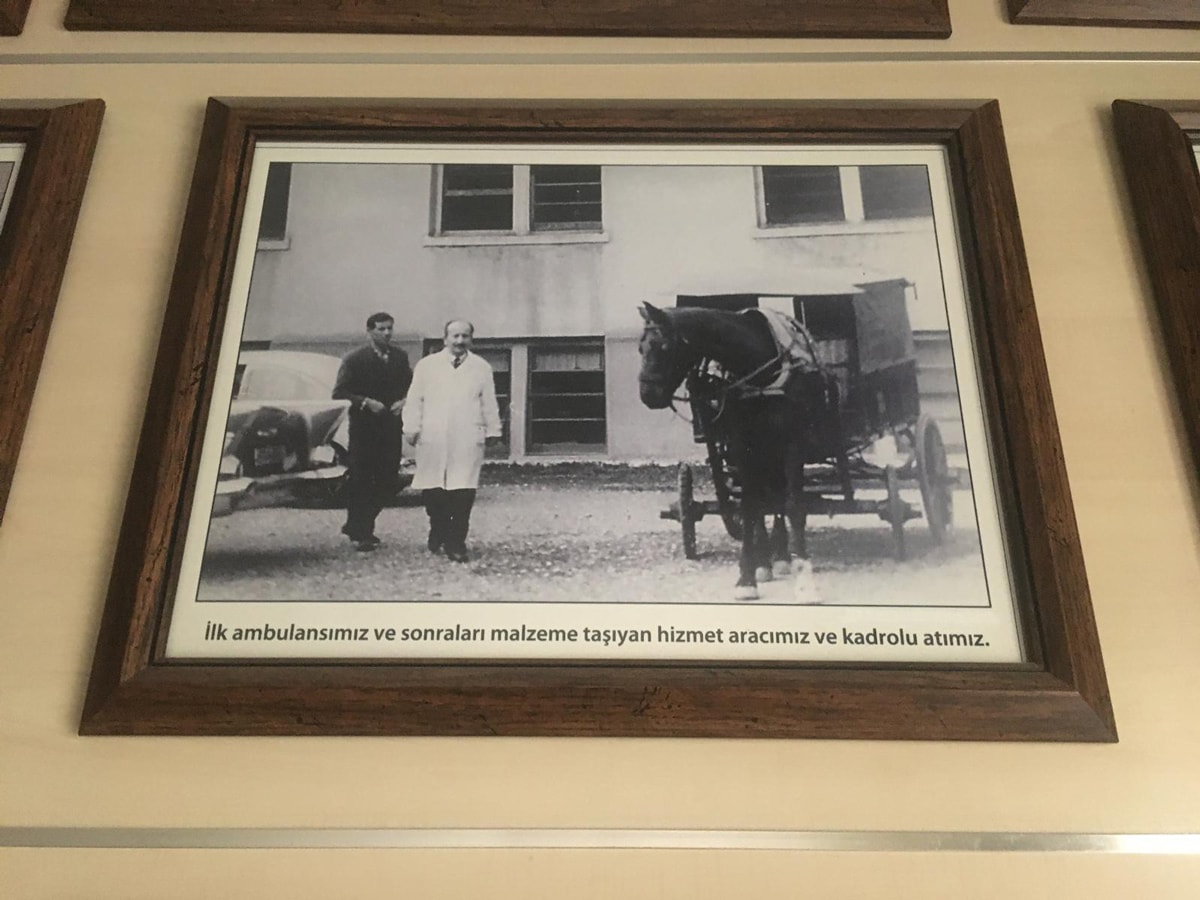 İlk ambulansımız ve sonraları malzeme taşıyan hizmet aracımız ve kadrolu atımız.